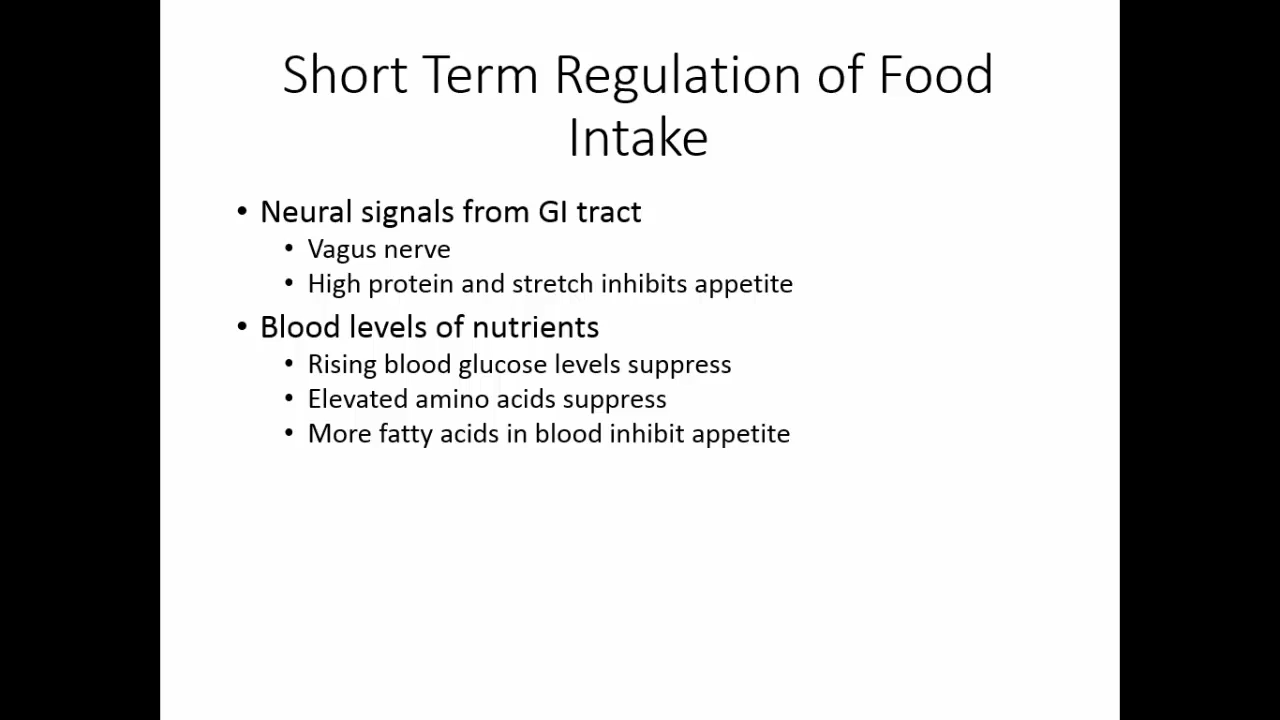 Short Term Regulation of Food
Intake
• Neural signals from GI tract
• Vagus nerve
• High protein and stretch inhibits appetite
• Blood levels of nutrients
• Rising blood glucose levels suppress
• Elevated amino acids suppress
• More fatty acids in blood inhibit appetite